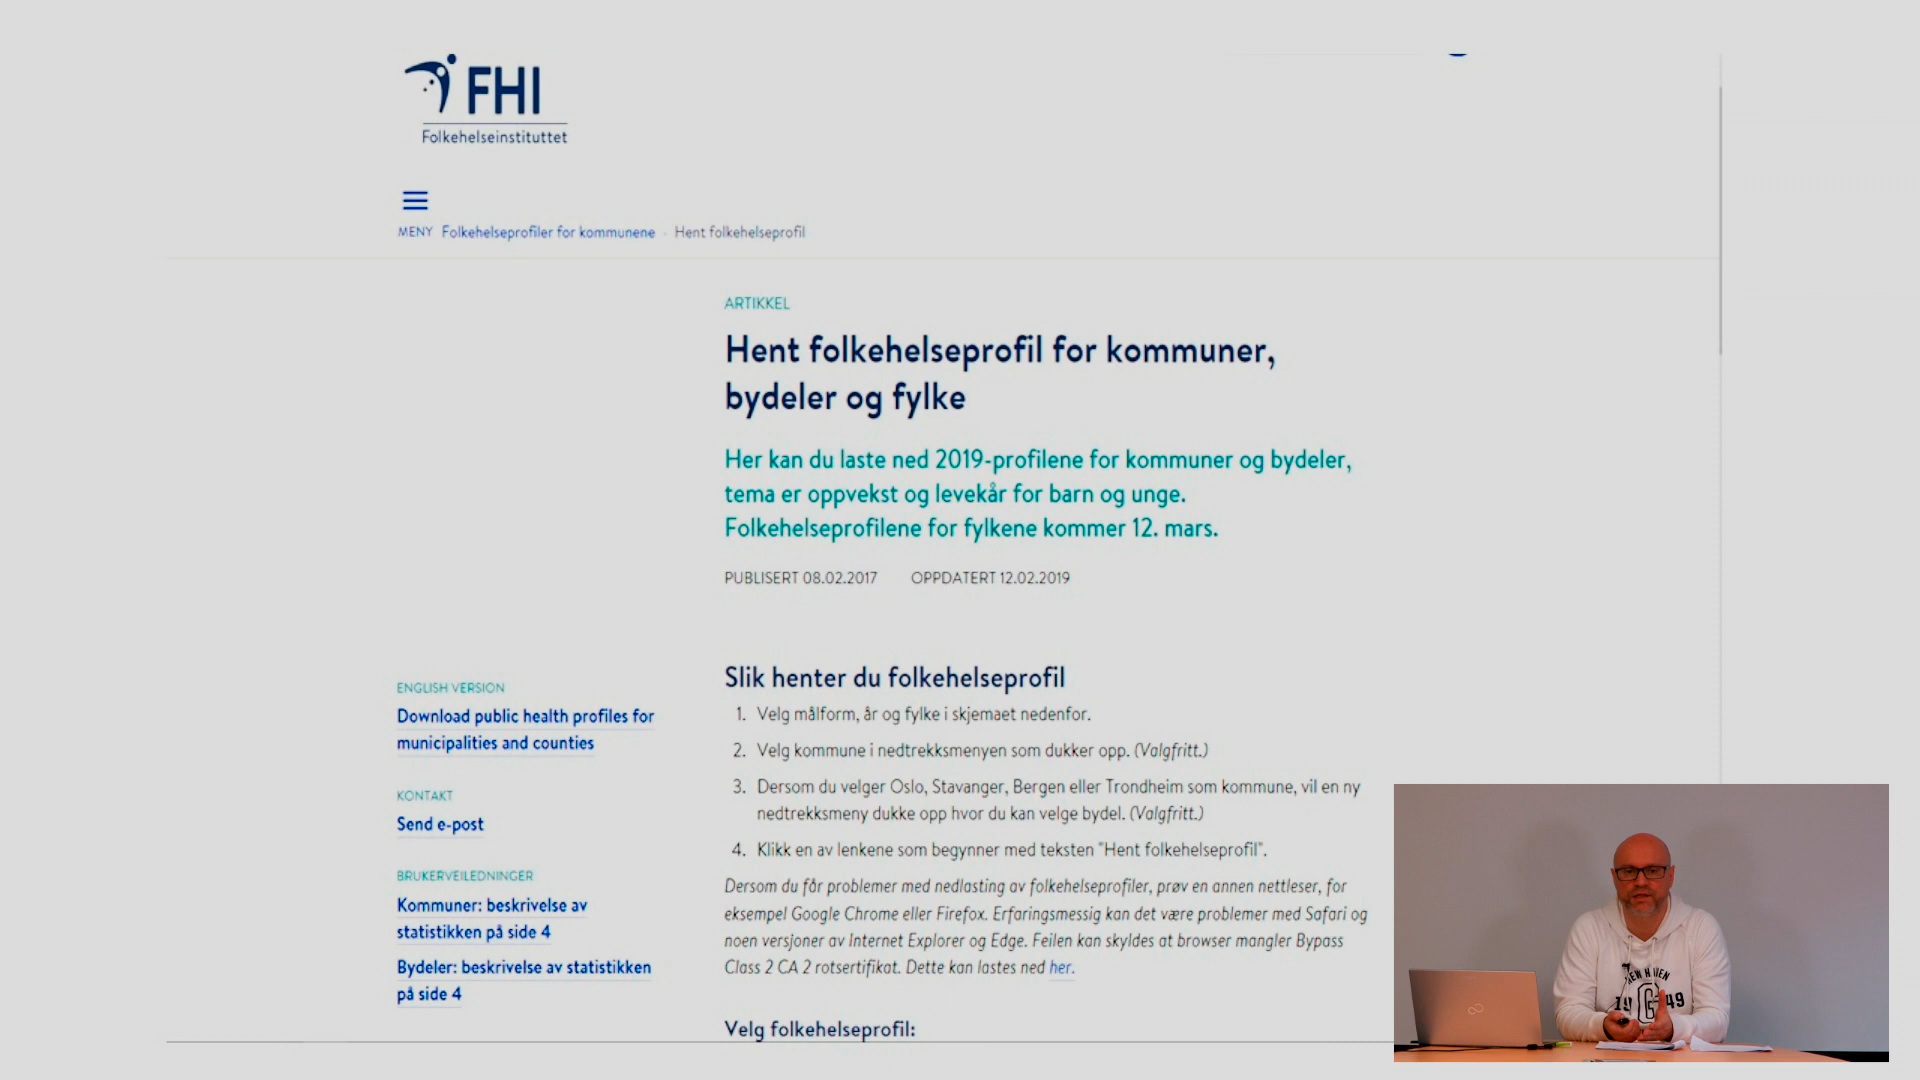 FHI
Folkehelseinstituttet
MENY Folkehelseprofiler for kommunene - Hent folkehelseprofil
ARTIKKEL
Hent folkehelseprofil for kommuner,
bydeler og fylke
Her kan du laste ned 2019-profilene for kommuner og bydeler,
tema er oppvekst og levekår for barn og unge.
Folkehelseprofilene for fylkene kommer 12. mars.
PUBLISERT 08.02.2017 OPPDATERT 12.02.2019
ENGLISH VERSION
Download public health profiles for
municipalities and counties
KONTAKT
Send e-post
BRUKERVEILEDNINGER
Kommuner: beskrivelse av
statistikken på side 4
Bydeler: beskrivelse av statistikken
på side 4
Slik henter du folkehelseprofil
1. Velg målform, år og fylke i skjemaet nedenfor.
2. Velg kommune i nedtrekksmenyen som dukker opp. (Valgfritt.)
3. Dersom du velger Oslo, Stavanger, Bergen eller Trondheim som kommune, vil en ny
nedtrekksmeny dukke opp hvor du kan velge bydel. (Valgfritt.)
4. Klikk en av lenkene som begynner med teksten "Hent folkehelseprofil".
Dersom du får problemer med nedlasting av folkehelseprofiler, prøv en annen nettleser, for
eksempel Google Chrome eller Firefox. Erfaringsmessig kan det være problemer med Safari og
noen versjoner av Internet Explorer og Edge. Feilen kan skyldes at browser mangler Bypass
Class 2 CA 2 rotsertifikat. Dette kan lastes ned her.
Velg folkehelseprofil:
19 G 49